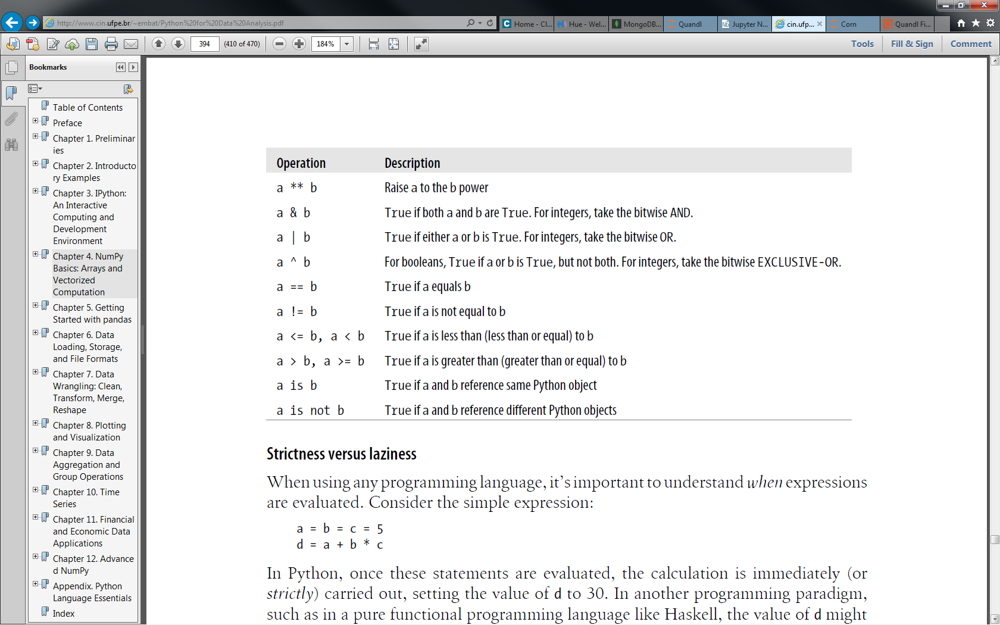 http://www.cin.ufpe.br/~embat/Python%20for%20Data%20Analysis.pdf
Home - Cl...
Hue - Wel...
MongoDB...
Quandl
Jupyter N...
cin.ufp...
Corn
Quandl Fi...
394
(410 of 470)
184%
Tools
Fill & Sign
Comment
Bookmarks
Table of Contents
Preface
Chapter 1. Preliminar
ies
Chapter 2. Introducto
ry Examples
Chapter 3. IPython:
An Interactive
Computing and
Development
Environment
Chapter 4. NumPy
Basics: Arrays and
Vectorized
Computation
Chapter 5. Getting
Started with pandas
Chapter 6. Data
Loading, Storage,
and File Formats
Chapter 7. Data
Wrangling: Clean,
Transform, Merge,
Reshape
Chapter 8. Plotting
and Visualization
Chapter 9. Data
Aggregation and
Group Operations
Chapter 10. Time
Series
Chapter 11. Financial
and Economic Data
Applications
Chapter 12. Advance
d NumPy
Appendix. Python
Language Essentials
Index
Operation Description
a ** b Raise a to the b power
a & b True if both a and b are True. For integers, take the bitwise AND.
a | b True if either a or b is True. For integers, take the bitwise OR.
a ^ b For booleans, True if a or b is True, but not both. For integers, take the bitwise EXCLUSIVE-OR.
a == b True if a equals b
a != b True if a is not equal to b
a <= b, a < b True if a is less than (less than or equal) to b
a > b, a >= b True if a is greater than (greater than or equal) to b
a is b True if a and b reference same Python object
a is not b True if a and b reference different Python objects
Strictness versus laziness
When using any programming language, it's important to understand when expressions
are evaluated. Consider the simple expression:
a = b = c = 5
d = a + b * c
In Python, once these statements are evaluated, the calculation is immediately (or
strictly) carried out, setting the value of d to 30. In another programming paradigm,
such as in a pure functional programming language like Haskell, the value of d might